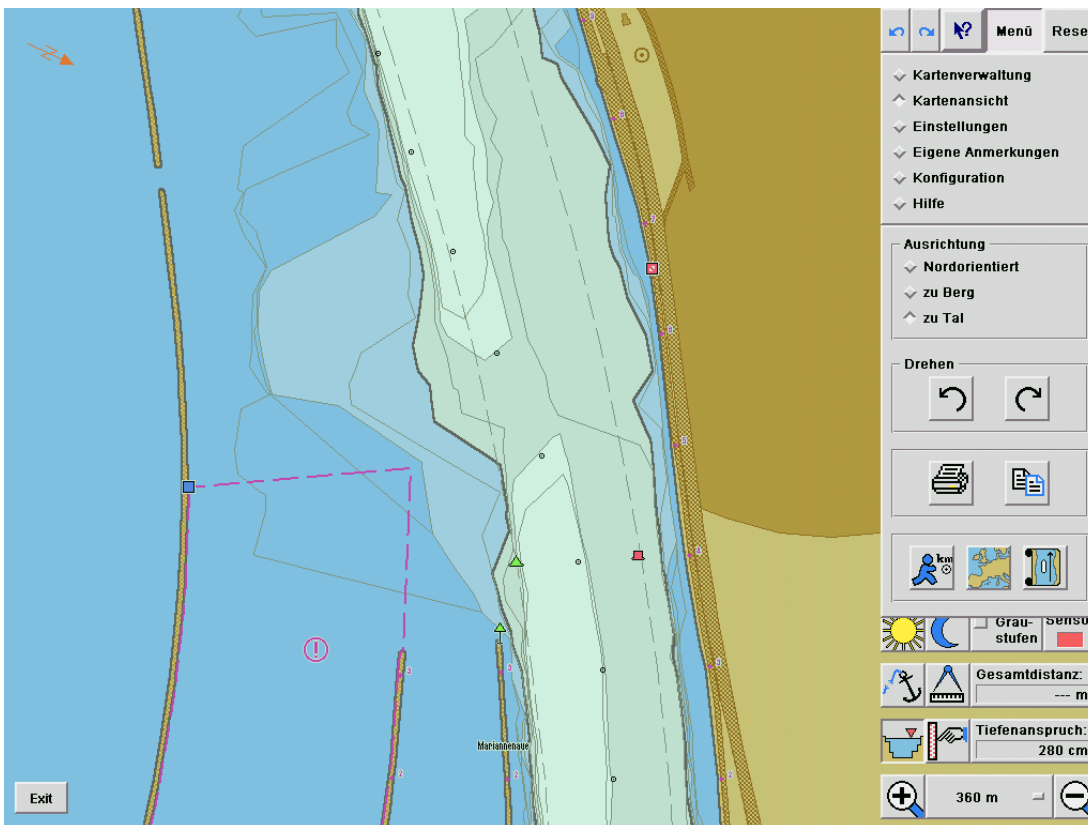 Menü
Rese
Kartenverwaltung
Kartenansicht
Einstellungen
Eigene Anmerkungen
Konfiguration
Hilfe
Ausrichtung
Nordorientiert
zu Berg
zu Tal
Drehen
km
Grau-
stufen
Senso
Gesamtdistanz:
--- m
Tiefenanspruch:
280 cm
360 m
Mariannenaue
Exit